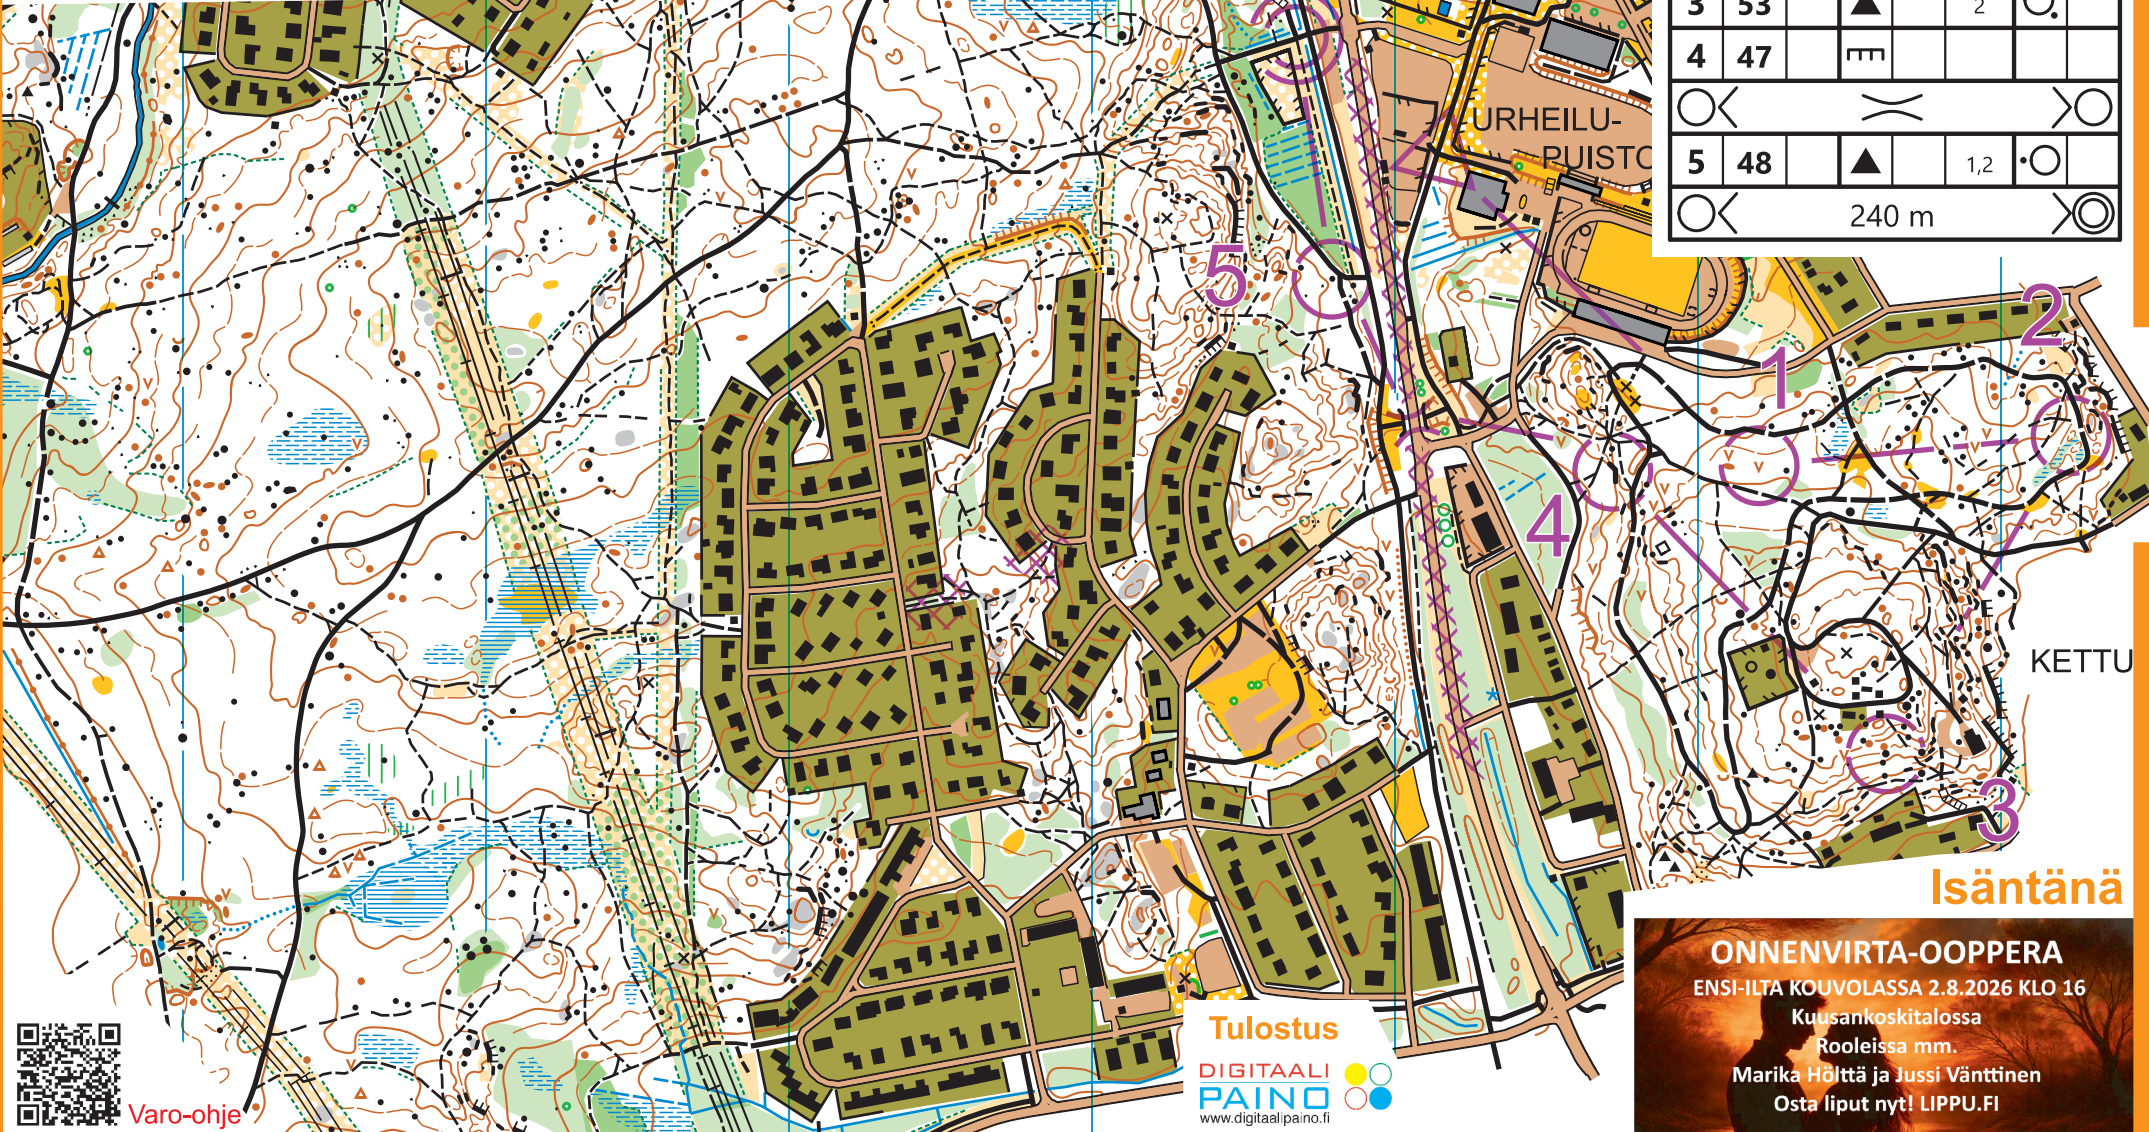 3 53 2
4 47
5 48 1,2
240 m
URHEILU-
PUISTO
5
2
1
4
KETTU
3
Isäntänä
ONNENVIRTA-OOPPERA
ENSI-ILTA KOUVOLASSA 2.8.2026 KLO 16
Kuusankoskitalossa
Rooleissa mm.
Marika Hölttä ja Jussi Vänttinen
Osta liput nyt! LIPPU.FI
Tulostus
DIGITAALI
PAINO
www.digitaalipaino.fi
Varo-ohje